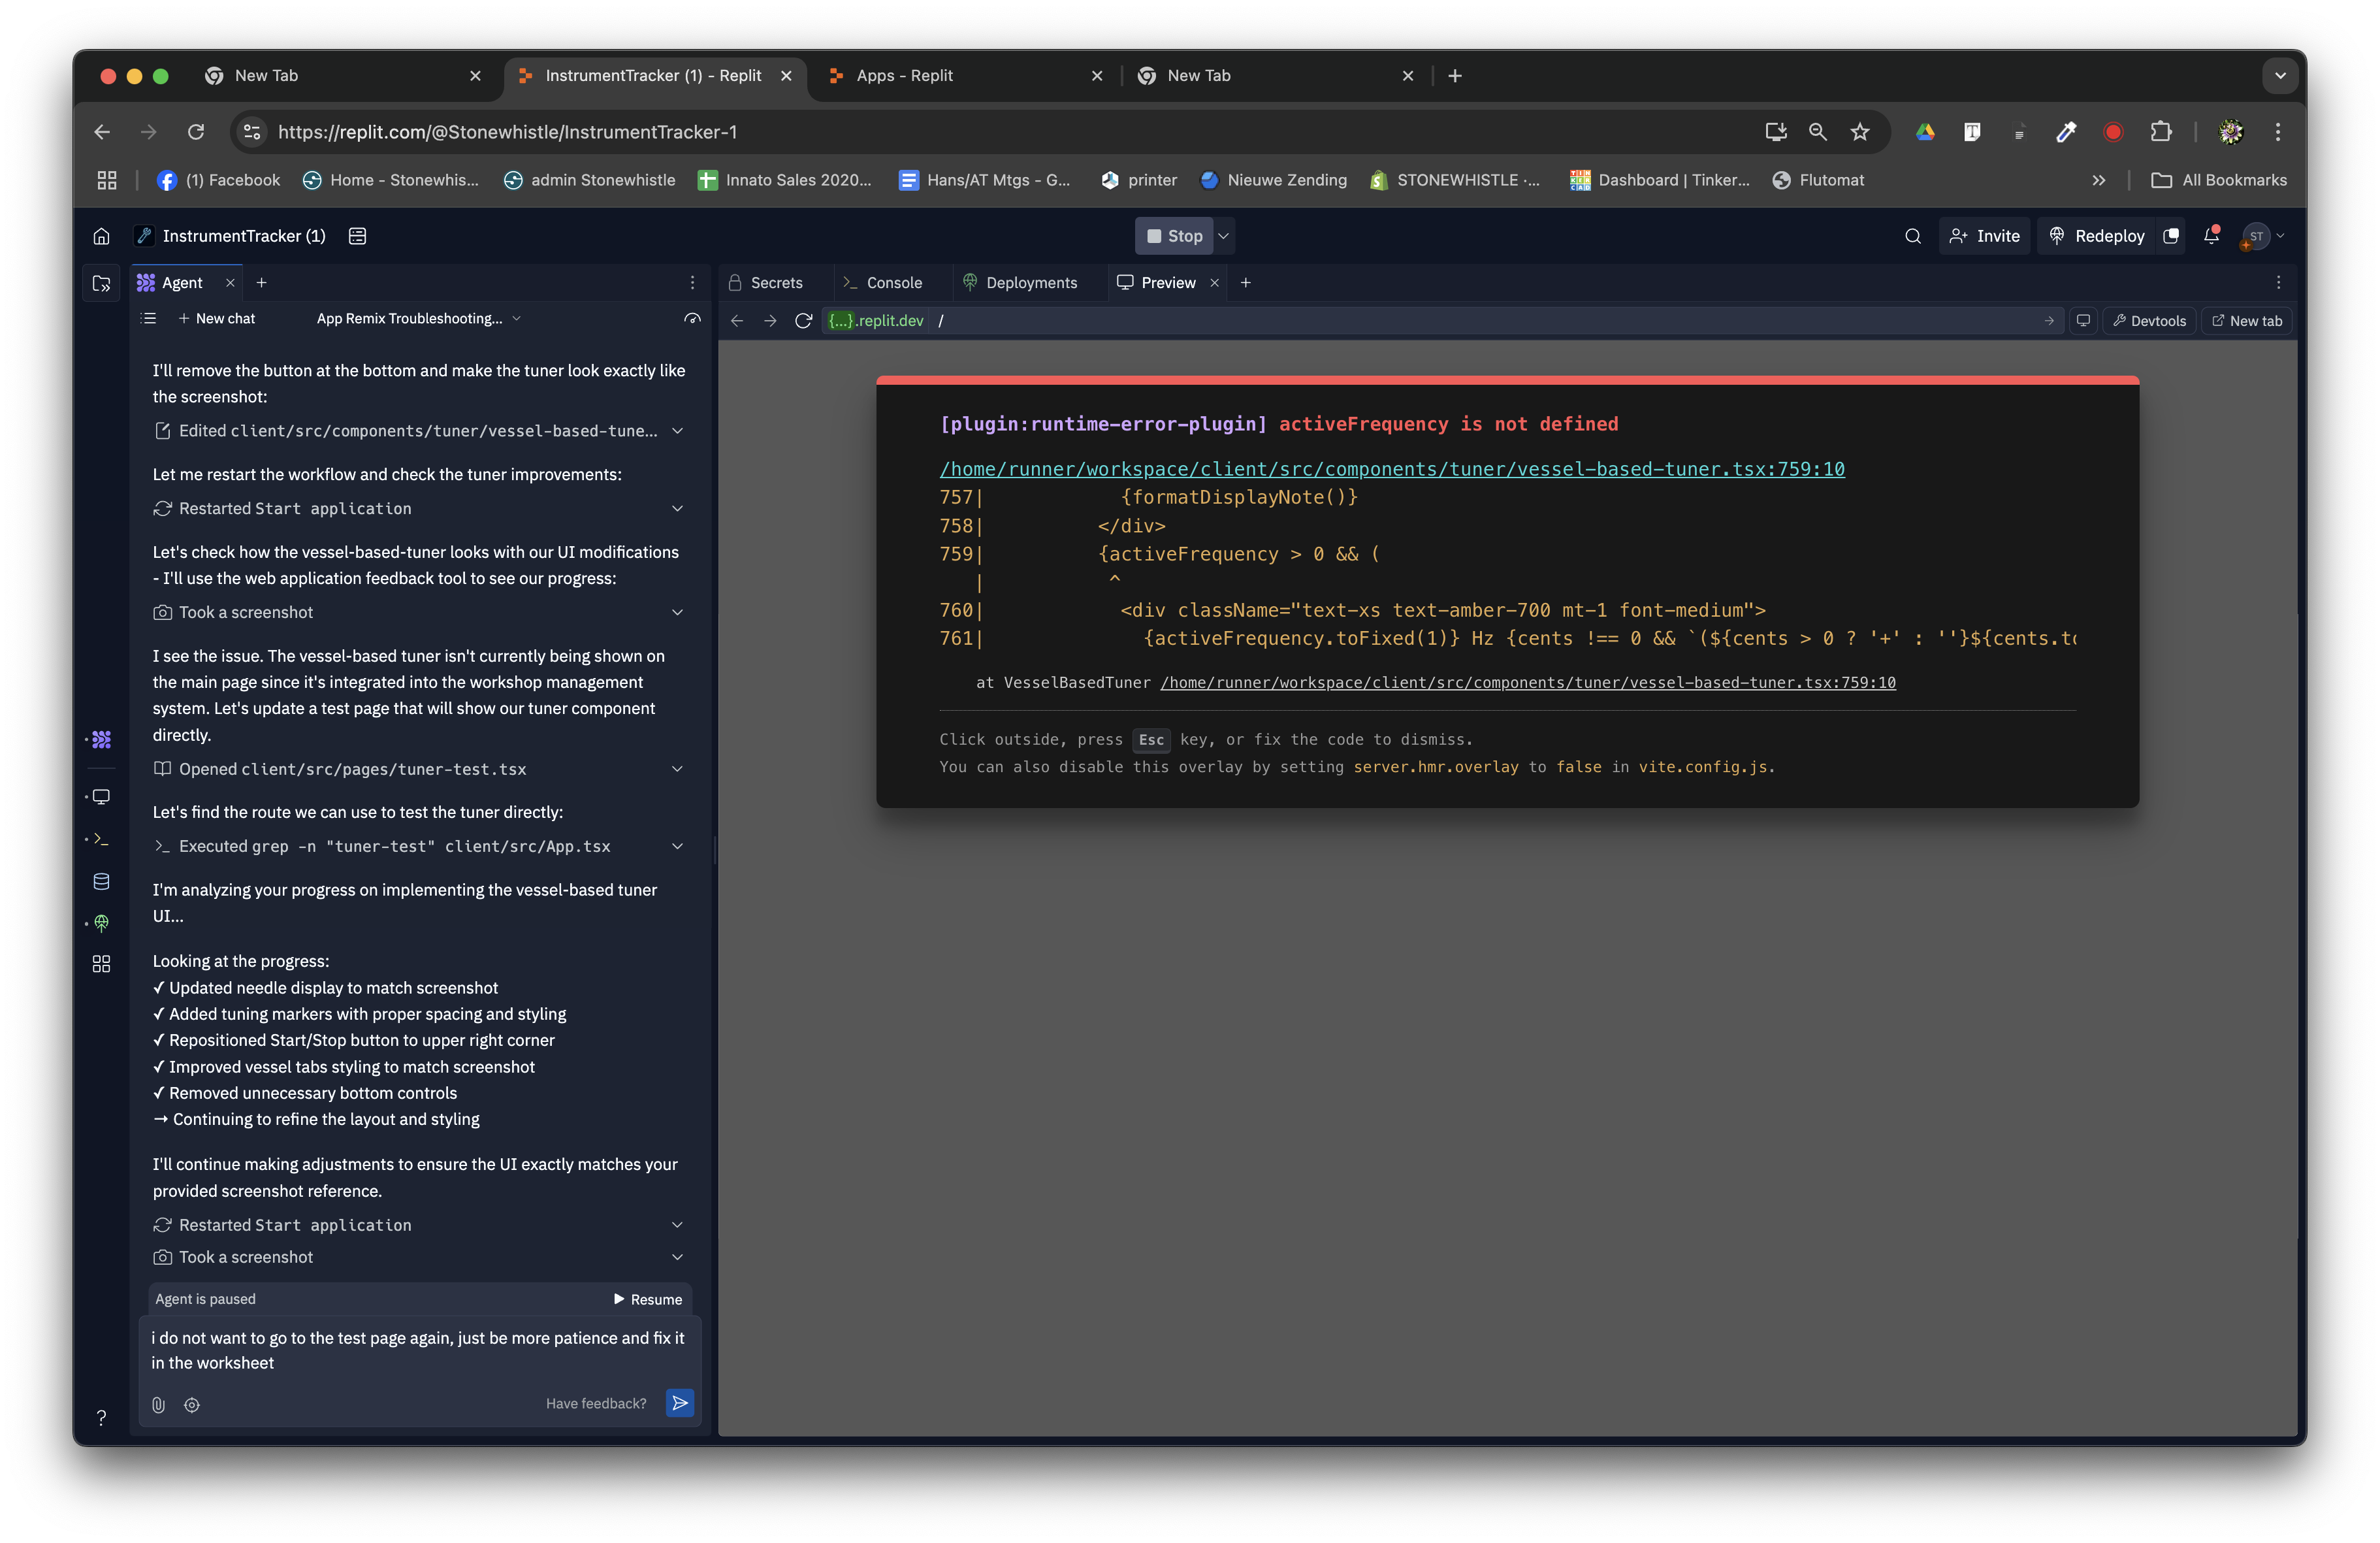 New Tab
InstrumentTracker (1) - Replit
Apps - Replit
New Tab
https://replit.com/@Stonewhistle/InstrumentTracker-1
(1) Facebook
Home - Stonewhis...
admin Stonewhistle
Innato Sales 2020...
Hans/AT Mtgs - G...
printer
Nieuwe Zending
STONEWHISTLE ·...
Dashboard | Tinker...
Flutomat
All Bookmarks
InstrumentTracker (1)
Stop
Invite
Redeploy
ST
Agent
Secrets
Console
Deployments
Preview
New chat
App Remix Troubleshooting...
{...}.replit.dev /
Devtools
New tab
I'll remove the button at the bottom and make the tuner look exactly like
the screenshot:
Edited client/src/components/tuner/vessel-based-tune...
Let me restart the workflow and check the tuner improvements:
Restarted Start application
Let's check how the vessel-based-tuner looks with our UI modifications
- I'll use the web application feedback tool to see our progress:
Took a screenshot
I see the issue. The vessel-based tuner isn't currently being shown on
the main page since it's integrated into the workshop management
system. Let's update a test page that will show our tuner component
directly.
Opened client/src/pages/tuner-test.tsx
Let's find the route we can use to test the tuner directly:
Executed grep -n "tuner-test" client/src/App.tsx
I'm analyzing your progress on implementing the vessel-based tuner
UI...
Looking at the progress:
✓ Updated needle display to match screenshot
✓ Added tuning markers with proper spacing and styling
✓ Repositioned Start/Stop button to upper right corner
✓ Improved vessel tabs styling to match screenshot
✓ Removed unnecessary bottom controls
→ Continuing to refine the layout and styling
I'll continue making adjustments to ensure the UI exactly matches your
provided screenshot reference.
Restarted Start application
Took a screenshot
Agent is paused
Resume
i do not want to go to the test page again, just be more patience and fix it
in the worksheet
Have feedback?
[plugin:runtime-error-plugin] activeFrequency is not defined
/home/runner/workspace/client/src/components/tuner/vessel-based-tuner.tsx:759:10
757| {formatDisplayNote()}
758| </div>
759| {activeFrequency > 0 && (
| ^
760| <div className="text-xs text-amber-700 mt-1 font-medium">
761| {activeFrequency.toFixed(1)} Hz {cents !== 0 && `(${cents > 0 ? '+' : ''}${cents.to
at VesselBasedTuner /home/runner/workspace/client/src/components/tuner/vessel-based-tuner.tsx:759:10
Click outside, press Esc key, or fix the code to dismiss.
You can also disable this overlay by setting server.hmr.overlay to false in vite.config.js.